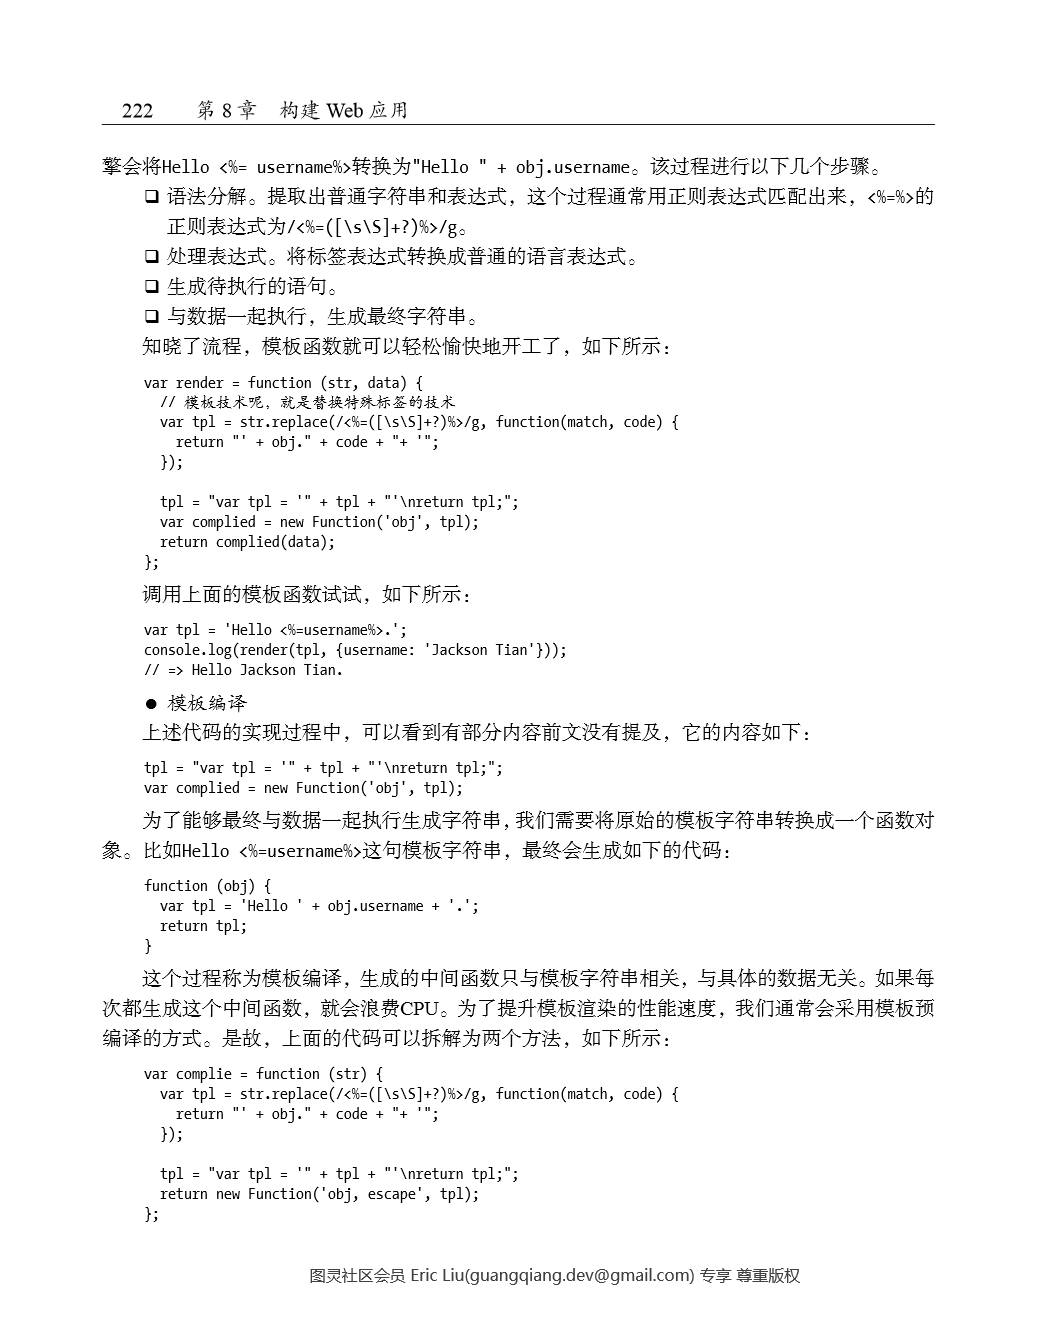 222 第 8 章 构建 Web 应用
擎会将Hello <%= username%>转换为"Hello " + obj.username。该过程进行以下几个步骤。
❑ 语法分解。提取出普通字符串和表达式，这个过程通常用正则表达式匹配出来，<%=%>的
正则表达式为/<%=([\s\S]+?)%>/g。
❑ 处理表达式。将标签表达式转换成普通的语言表达式。
❑ 生成待执行的语句。
❑ 与数据一起执行，生成最终字符串。
知晓了流程，模板函数就可以轻松愉快地开工了，如下所示：
var render = function (str, data) {
  // 模板技术呢，就是替换特殊标签的技术
  var tpl = str.replace(/<%=([\s\S]+?)%>/g, function(match, code) {
    return "' + obj." + code + "+ '";
  });

  tpl = "var tpl = '" + tpl + "'\nreturn tpl;";
  var complied = new Function('obj', tpl);
  return complied(data);
};
调用上面的模板函数试试，如下所示：
var tpl = 'Hello <%=username%>.';
console.log(render(tpl, {username: 'Jackson Tian'}));
// => Hello Jackson Tian.
● 模板编译
上述代码的实现过程中，可以看到有部分内容前文没有提及，它的内容如下：
tpl = "var tpl = '" + tpl + "'\nreturn tpl;";
var complied = new Function('obj', tpl);
为了能够最终与数据一起执行生成字符串，我们需要将原始的模板字符串转换成一个函数对
象。比如Hello <%=username%>这句模板字符串，最终会生成如下的代码：
function (obj) {
  var tpl = 'Hello ' + obj.username + '.';
  return tpl;
}
这个过程称为模板编译，生成的中间函数只与模板字符串相关，与具体的数据无关。如果每
次都生成这个中间函数，就会浪费CPU。为了提升模板渲染的性能速度，我们通常会采用模板预
编译的方式。是故，上面的代码可以拆解为两个方法，如下所示：
var complie = function (str) {
  var tpl = str.replace(/<%=([\s\S]+?)%>/g, function(match, code) {
    return "' + obj." + code + "+ '";
  });

  tpl = "var tpl = '" + tpl + "'\nreturn tpl;";
  return new Function('obj, escape', tpl);
};
图灵社区会员 Eric Liu(guangqiang.dev@gmail.com) 专享 尊重版权